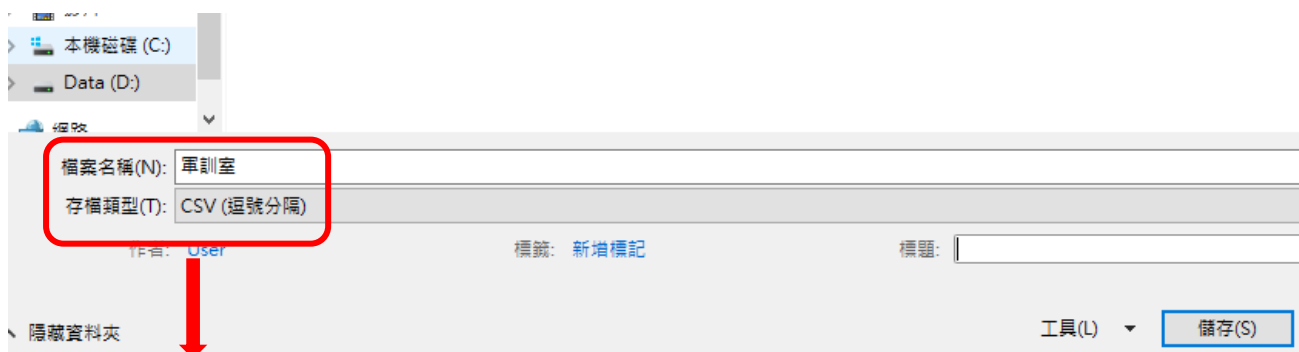 本機磁碟 (C:)
Data (D:)
網路
檔案名稱(N): 軍訓室
存檔類型(T): CSV (逗號分隔)
作者: User 標籤: 新增標記 標題:
隱藏資料夾 工具(L) 儲存(S)